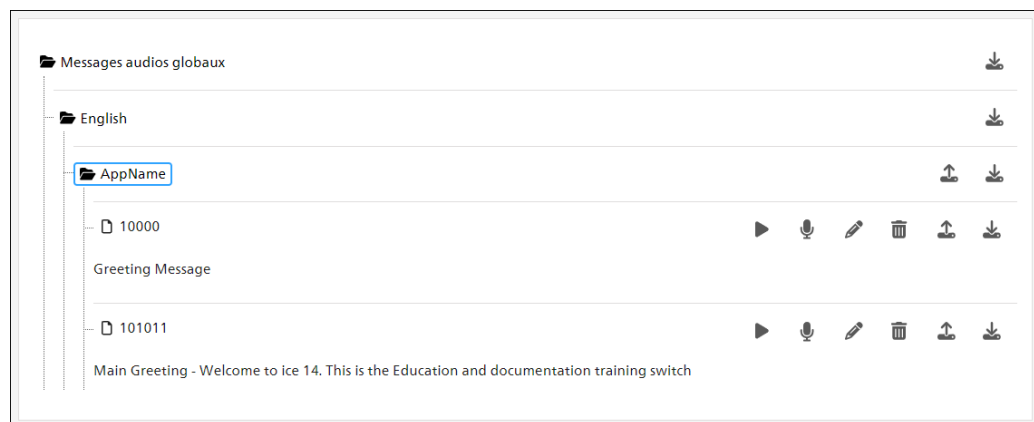 Messages audios globaux
English
AppName
10000
Greeting Message
101011
Main Greeting - Welcome to ice 14. This is the Education and documentation training switch